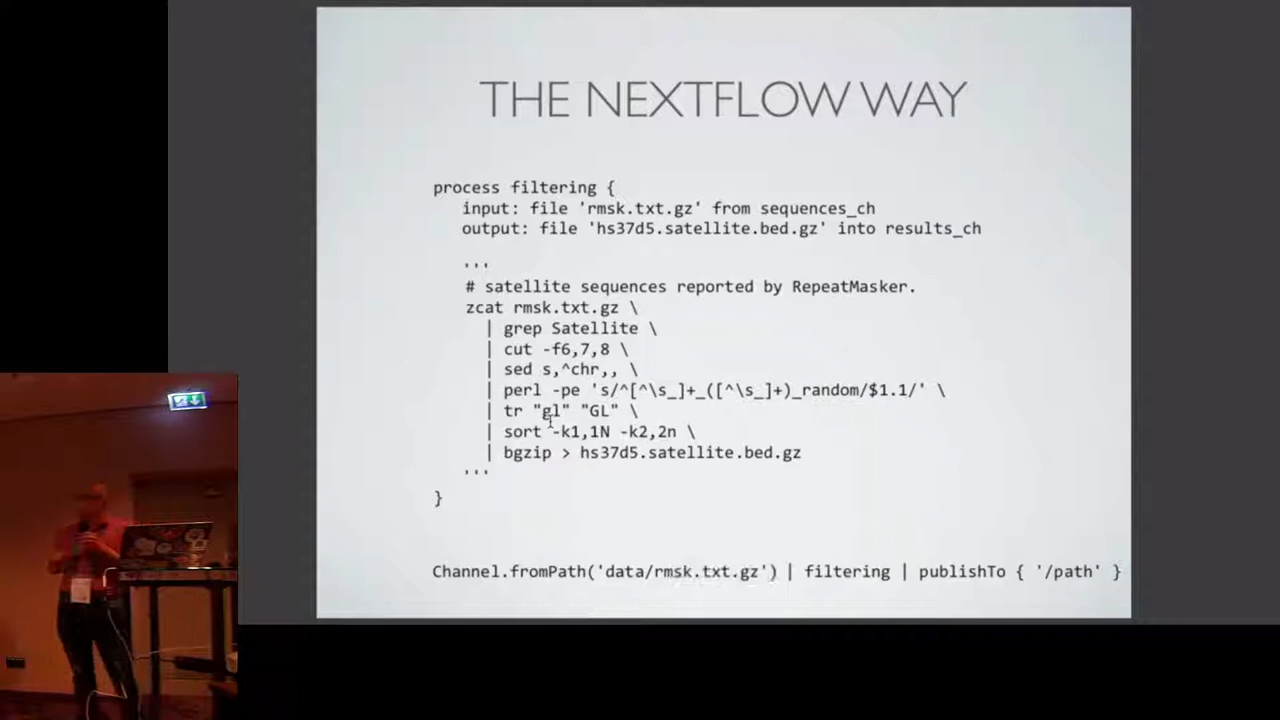 THE NEXTFLOW WAY
process filtering {
input: file 'rmsk.txt.gz' from sequences_ch
output: file 'hs37d5.satellite.bed.gz' into results_ch
'''
# satellite sequences reported by RepeatMasker.
zcat rmsk.txt.gz \
| grep Satellite \
| cut -f6,7,8 \
| sed s,^chr,, \
| perl -pe 's/^[^\s_]+_([^\s_]+)_random/$1.1/' \
| tr "gl" "GL" \
| sort -k1,1N -k2,2n \
| bgzip > hs37d5.satellite.bed.gz
'''
}
Channel.fromPath('data/rmsk.txt.gz') | filtering | publishTo { '/path' }